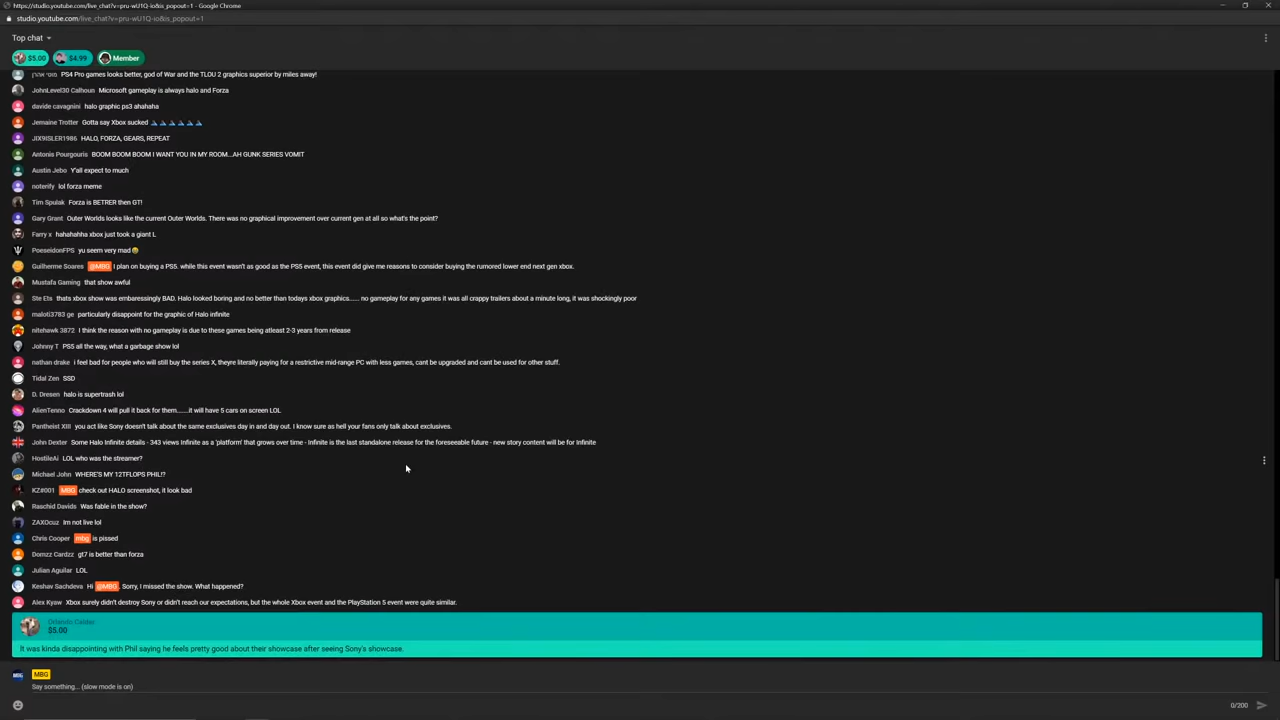 https://studio.youtube.com/live_chat?v=pru-wU1Q-io&is_popout=1 - Google Chrome
studio.youtube.com/live_chat?v=pru-wU1Q-io&is_popout=1
Top chat
$5.00 $4.99 Member
מוטי אהרן PS4 Pro games looks better, god of War and the TLOU 2 graphics superior by miles away!
JohnLevel30 Calhoun Microsoft gameplay is always halo and Forza
davide cavagnini halo graphic ps3 ahahaha
Jemaine Trotter Gotta say Xbox sucked
JIX9ISLER1986 HALO, FORZA, GEARS, REPEAT
Antonis Pourgouris BOOM BOOM BOOM I WANT YOU IN MY ROOM...AH GUNK SERIES VOMIT
Austin Jebo Y'all expect to much
noterify lol forza meme
Tim Spulak Forza is BETRER then GT!
Gary Grant Outer Worlds looks like the current Outer Worlds. There was no graphical improvement over current gen at all so what's the point?
Farry x hahahahha xbox just took a giant L
PoeseidonFPS yu seem very mad
Guilherme Soares @MBG I plan on buying a PS5. while this event wasn't as good as the PS5 event, this event did give me reasons to consider buying the rumored lower end next gen xbox.
Mustafa Gaming that show awful
Ste Ets thats xbox show was embaressingly BAD. Halo looked boring and no better than todays xbox graphics...... no gameplay for any games it was all crappy trailers about a minute long, it was shockingly poor
maloti3783 ge particularly disappoint for the graphic of Halo infinite
nitehawk 3872 I think the reason with no gameplay is due to these games being atleast 2-3 years from release
Johnny T PS5 all the way, what a garbage show lol
nathan drake i feel bad for people who will still buy the series X, theyre literally paying for a restrictive mid-range PC with less games, cant be upgraded and cant be used for other stuff.
Tidal Zen SSD
D. Dresen halo is supertrash lol
AlienTenno Crackdown 4 will pull it back for them.......it will have 5 cars on screen LOL
Pantheist XIII you act like Sony doesn't talk about the same exclusives day in and day out. I know sure as hell your fans only talk about exclusives.
John Dexter Some Halo Infinite details - 343 views Infinite as a 'platform' that grows over time - Infinite is the last standalone release for the foreseeable future - new story content will be for Infinite
HostileAi LOL who was the streamer?
Michael John WHERE'S MY 12TFLOPS PHIL!?
KZ#001 MBG check out HALO screenshot, it look bad
Raschid Davids Was fable in the show?
ZAXOcuz Im not live lol
Chris Cooper mbg is pissed
Domzz Cardzz gt7 is better than forza
Julian Aguilar LOL
Keshav Sachdeva Hi @MBG. Sorry, I missed the show. What happened?
Alex Kyaw Xbox surely didn't destroy Sony or didn't reach our expectations, but the whole Xbox event and the PlayStation 5 event were quite similar.
Orlando Calder
$5.00
It was kinda disappointing with Phil saying he feels pretty good about their showcase after seeing Sony's showcase.
MBG
Say something... (slow mode is on)
0/200